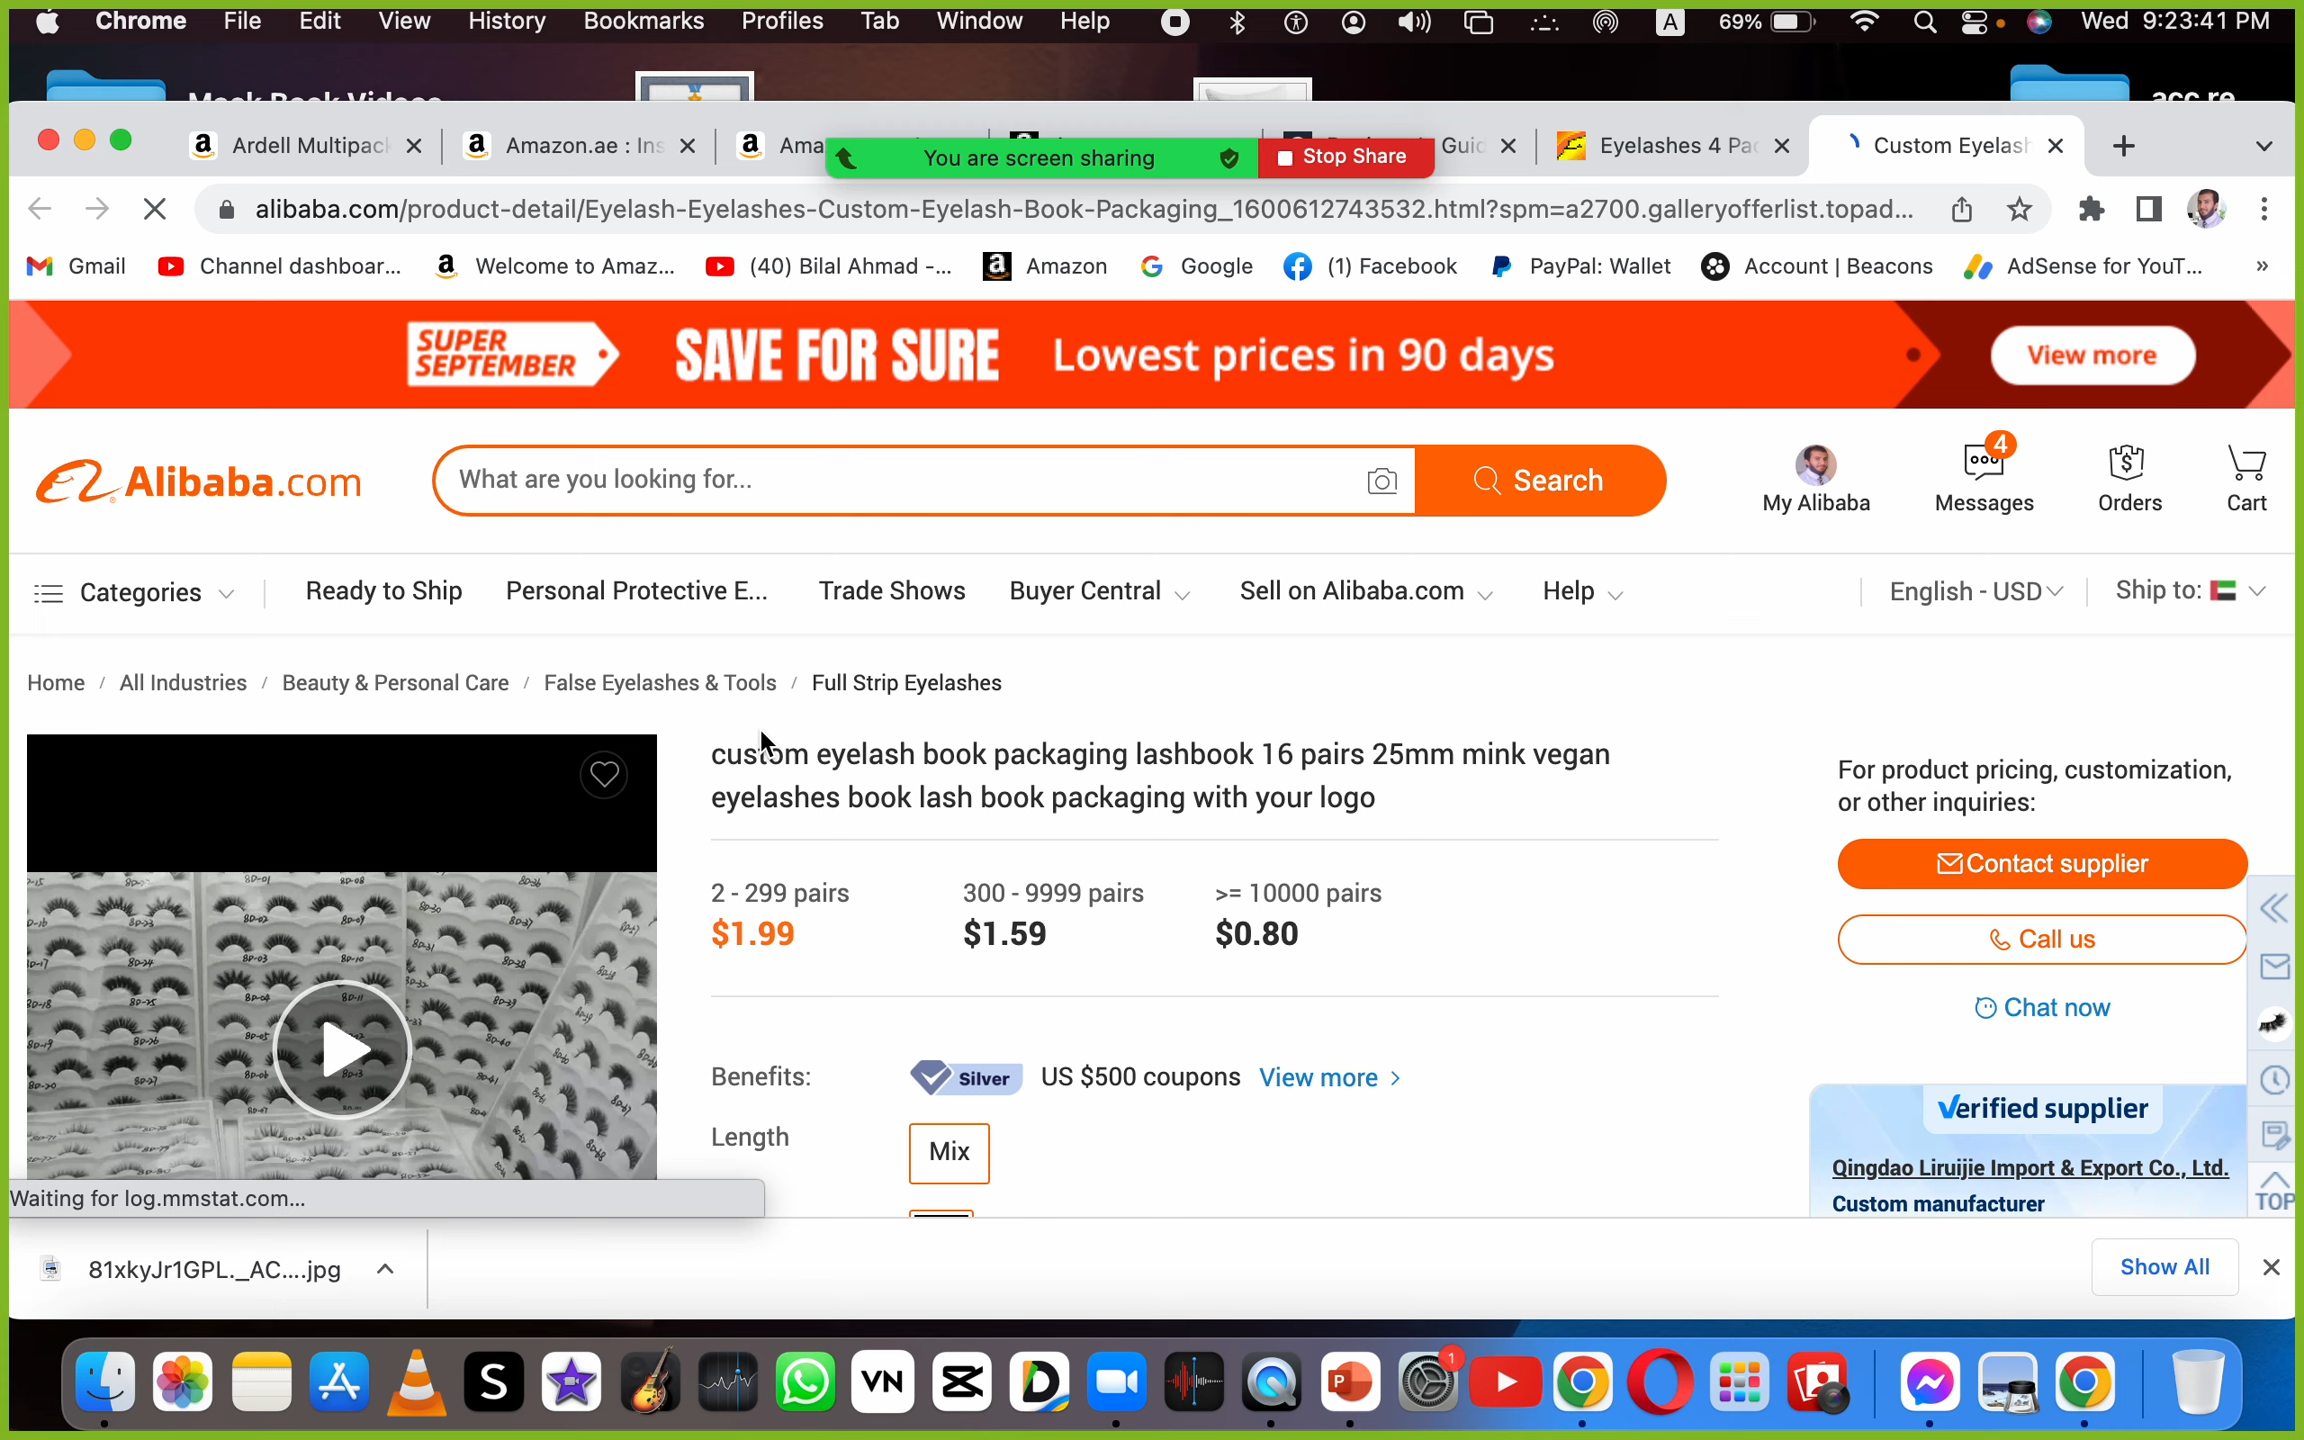 Chrome File Edit View History Bookmarks Profiles Tab Window Help A 69% Wed 9:23:41 PM
Ardell Multipac
Amazon.ae : Ins
Ama
You are screen sharing
Stop Share
Guid
Eyelashes 4 Pac
Custom Eyelash
alibaba.com/product-detail/Eyelash-Eyelashes-Custom-Eyelash-Book-Packaging_1600612743532.html?spm=a2700.galleryofferlist.topad...
Gmail Channel dashboar... Welcome to Amaz... (40) Bilal Ahmad -... Amazon Google (1) Facebook PayPal: Wallet Account | Beacons AdSense for YouT... »
SUPER
SEPTEMBER
SAVE FOR SURE Lowest prices in 90 days
View more
Alibaba.com
What are you looking for...
Search
My Alibaba
4
Messages
Orders
Cart
Categories Ready to Ship Personal Protective E... Trade Shows Buyer Central Sell on Alibaba.com Help English - USD Ship to:
Home / All Industries / Beauty & Personal Care / False Eyelashes & Tools / Full Strip Eyelashes
custom eyelash book packaging lashbook 16 pairs 25mm mink vegan
eyelashes book lash book packaging with your logo
2 - 299 pairs 300 - 9999 pairs >= 10000 pairs
$1.99 $1.59 $0.80
Benefits: Silver US $500 coupons View more >
Length Mix
For product pricing, customization,
or other inquiries:
Contact supplier
Call us
Chat now
Verified supplier
Qingdao Liruijie Import & Export Co., Ltd.
Custom manufacturer
TOP
Waiting for log.mmstat.com...
81xkyJr1GPL._AC....jpg
Show All
S VN P 1